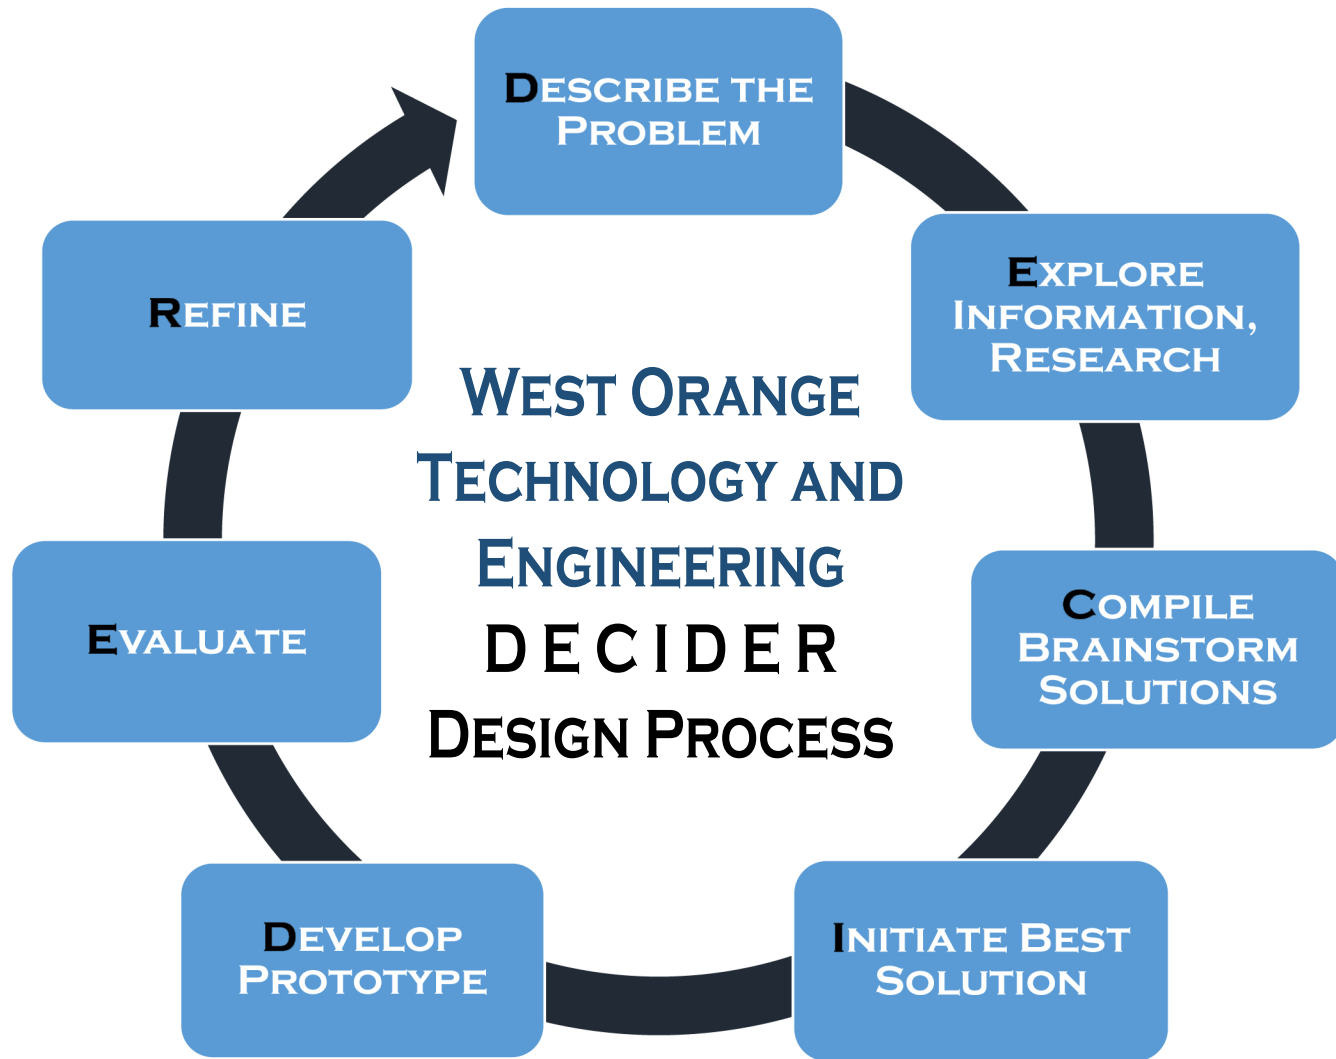 DESCRIBE THE
PROBLEM
EXPLORE
INFORMATION,
RESEARCH
COMPILE
BRAINSTORM
SOLUTIONS
INITIATE BEST
SOLUTION
DEVELOP
PROTOTYPE
EVALUATE
REFINE
WEST ORANGE
TECHNOLOGY AND
ENGINEERING
D E C I D E R
DESIGN PROCESS